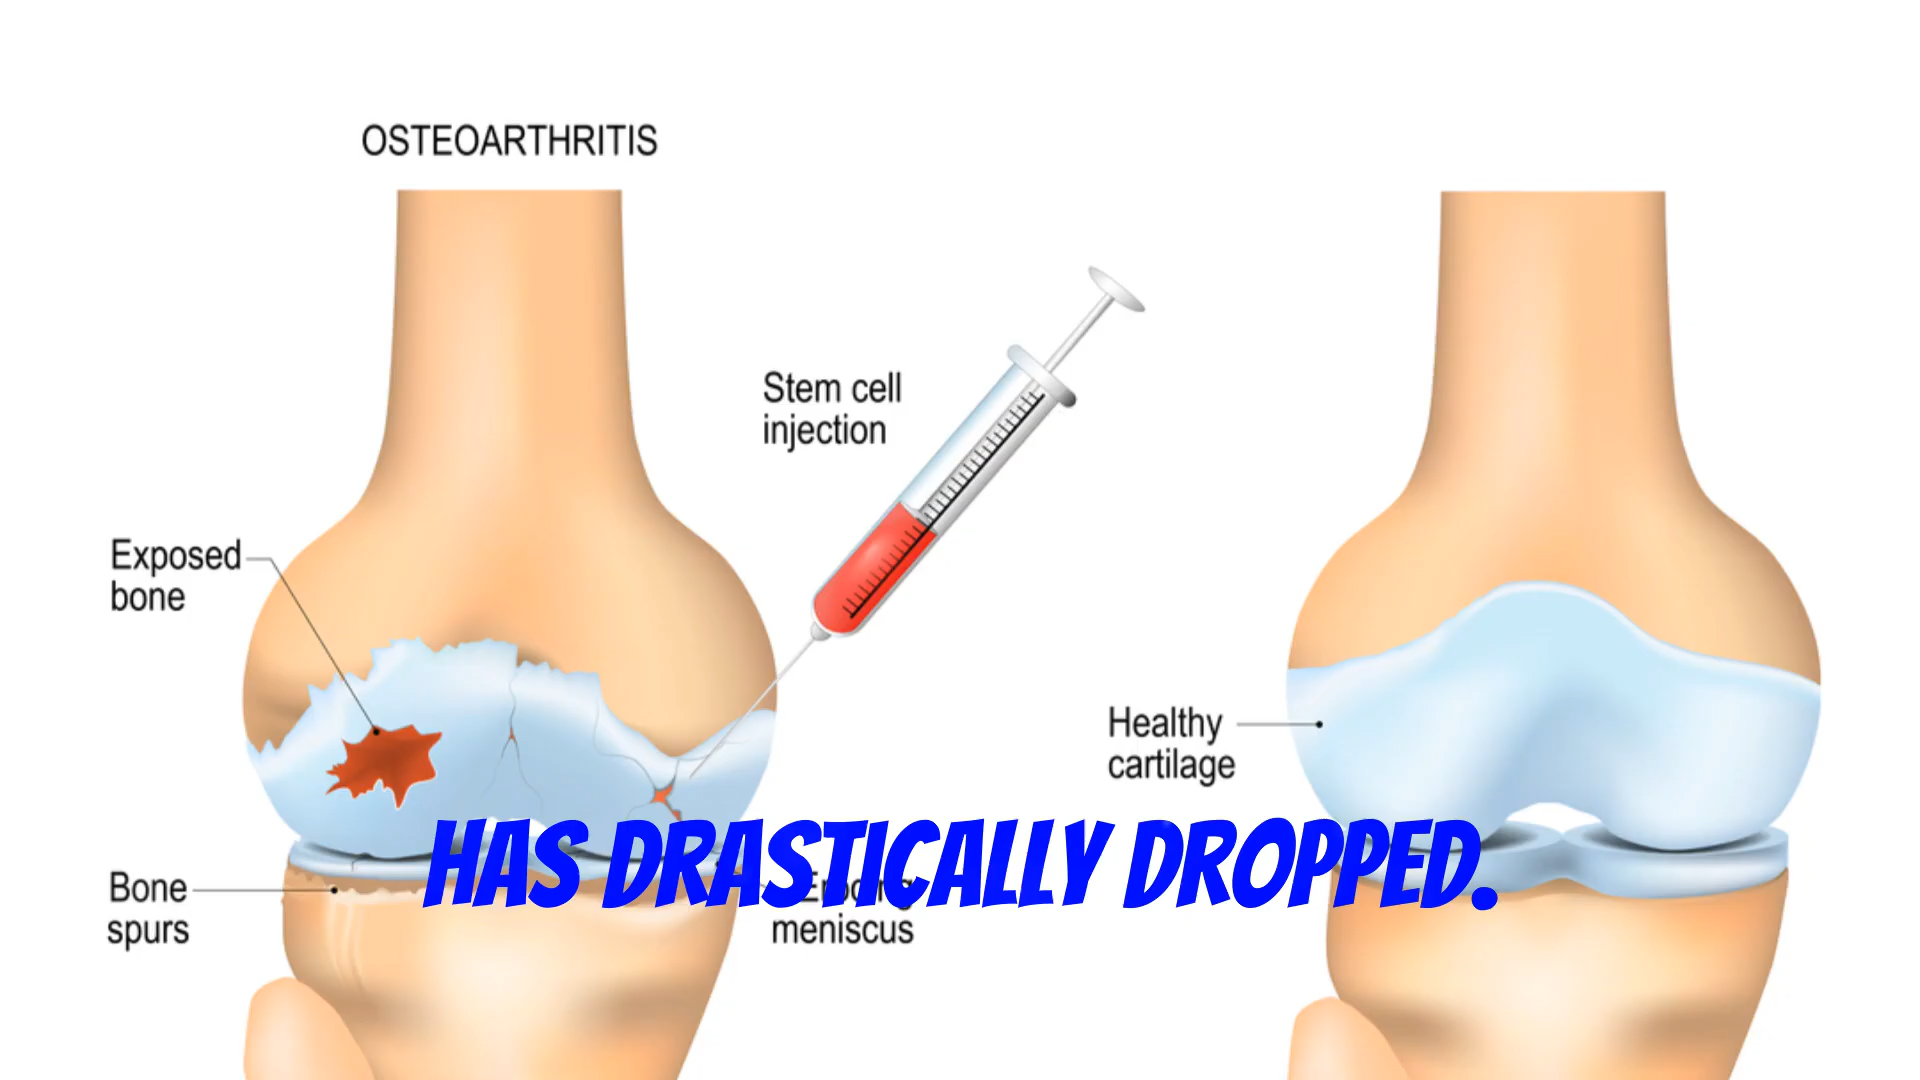 OSTEOARTHRITIS
Stem cell
injection
Exposed
bone
Healthy
cartilage
HAS DRASTICALLY DROPPED.
Bone
spurs
meniscus